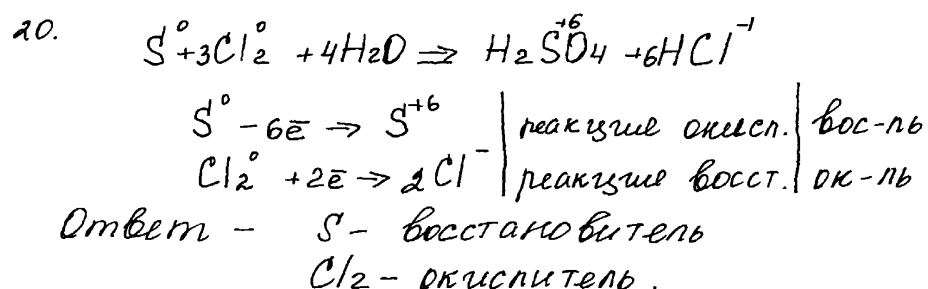 20.
S⁰ + 3Cl₂⁰ + 4H₂O ⇒ H₂S⁺⁶O₄ + 6HCl⁻¹
S⁰ - 6ē → S⁺⁶ | реакция окисл. | вос-ль
Cl₂⁰ + 2ē → 2Cl⁻ | реакция восст. | ок-ль
Ответ - S - восстановитель
Cl₂ - окислитель.